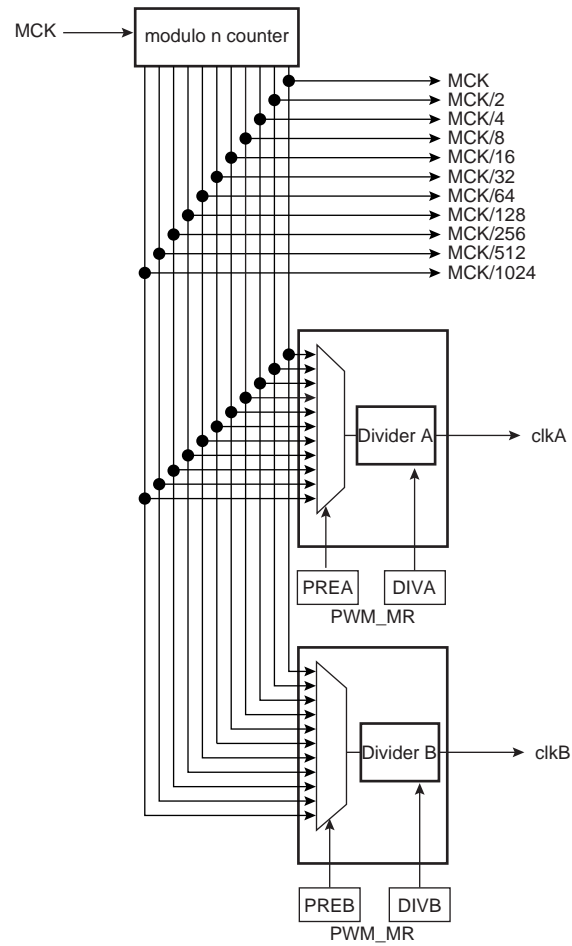 MCK
modulo n counter
MCK
MCK/2
MCK/4
MCK/8
MCK/16
MCK/32
MCK/64
MCK/128
MCK/256
MCK/512
MCK/1024
Divider A
clkA
PREA
DIVA
PWM_MR
Divider B
clkB
PREB
DIVB
PWM_MR